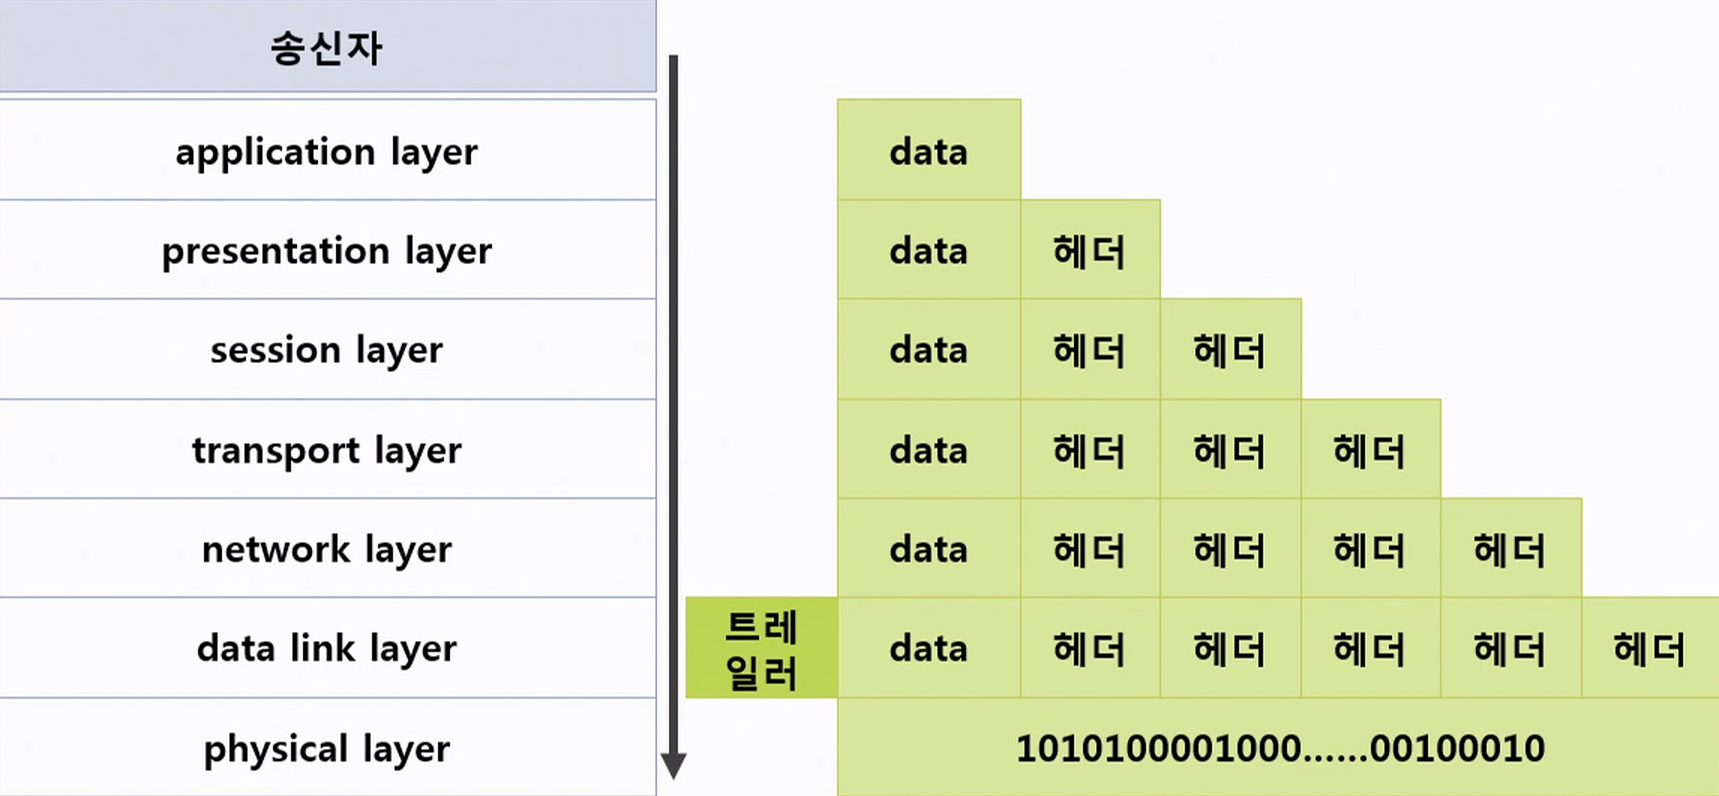 송신자
application layer
data
presentation layer
data 헤더
session layer
data 헤더 헤더
transport layer
data 헤더 헤더 헤더
network layer
data 헤더 헤더 헤더 헤더
data link layer
트레
일러
data 헤더 헤더 헤더 헤더 헤더
physical layer
1010100001000......00100010